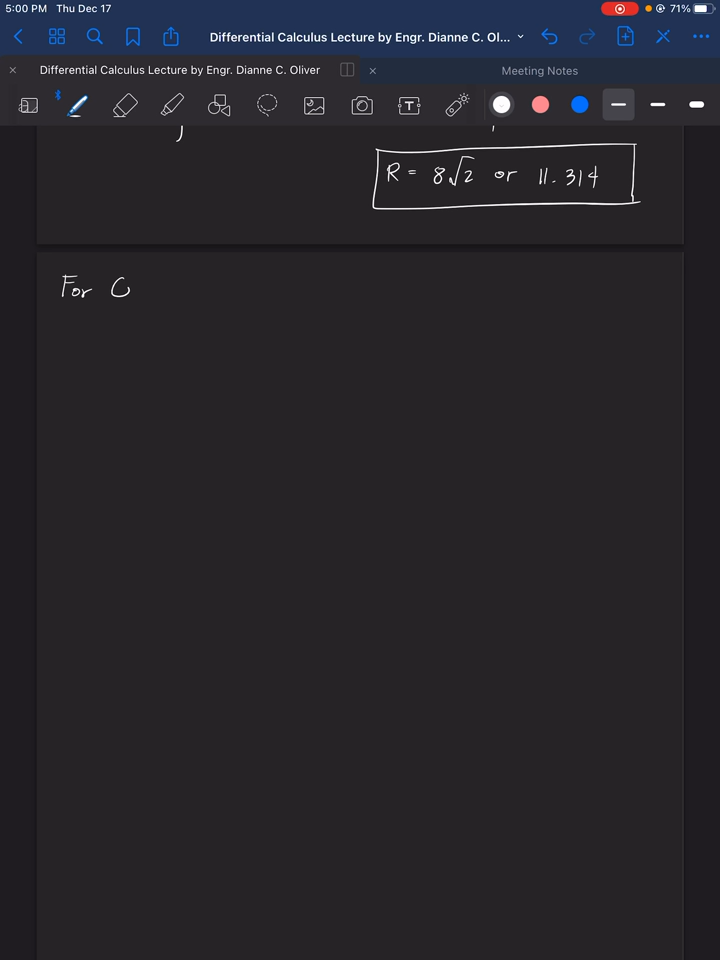 5:00 PM Thu Dec 17
71%
Differential Calculus Lecture by Engr. Dianne C. Ol...
Differential Calculus Lecture by Engr. Dianne C. Oliver
Meeting Notes
T
R = 8√2 or 11.314
For C